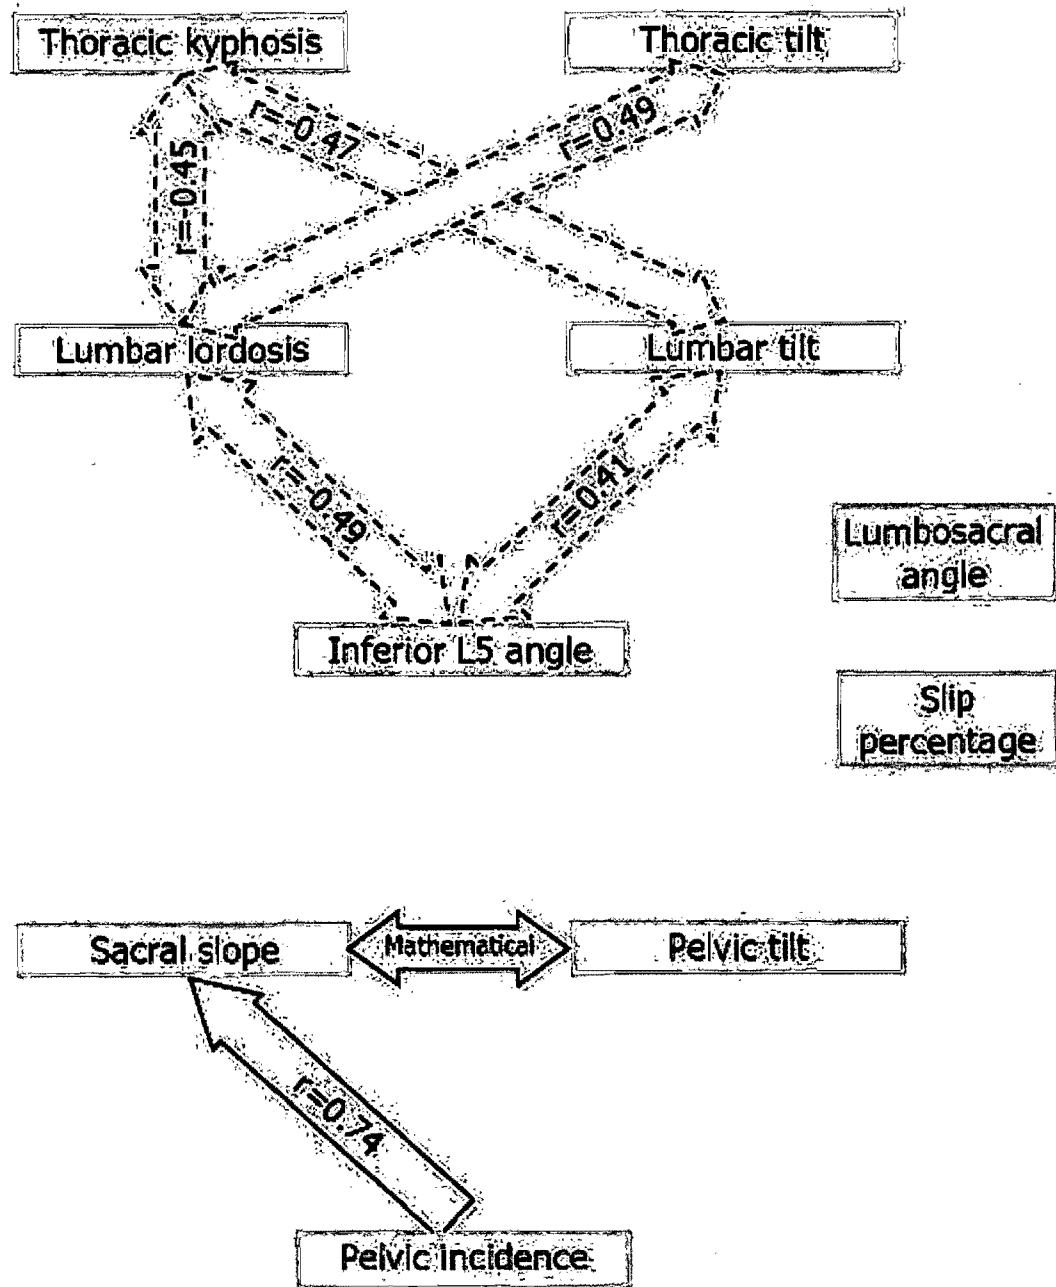 Thoracic kyphosis
Thoracic tilt
r=-0.47
r=0.49
r=-0.45
Lumbar lordosis
Lumbar tilt
r=-0.49
r=0.41
Lumbosacral
angle
Inferior L5 angle
Slip
percentage
Sacral slope
Mathematical
Pelvic tilt
r=0.74
Pelvic incidence